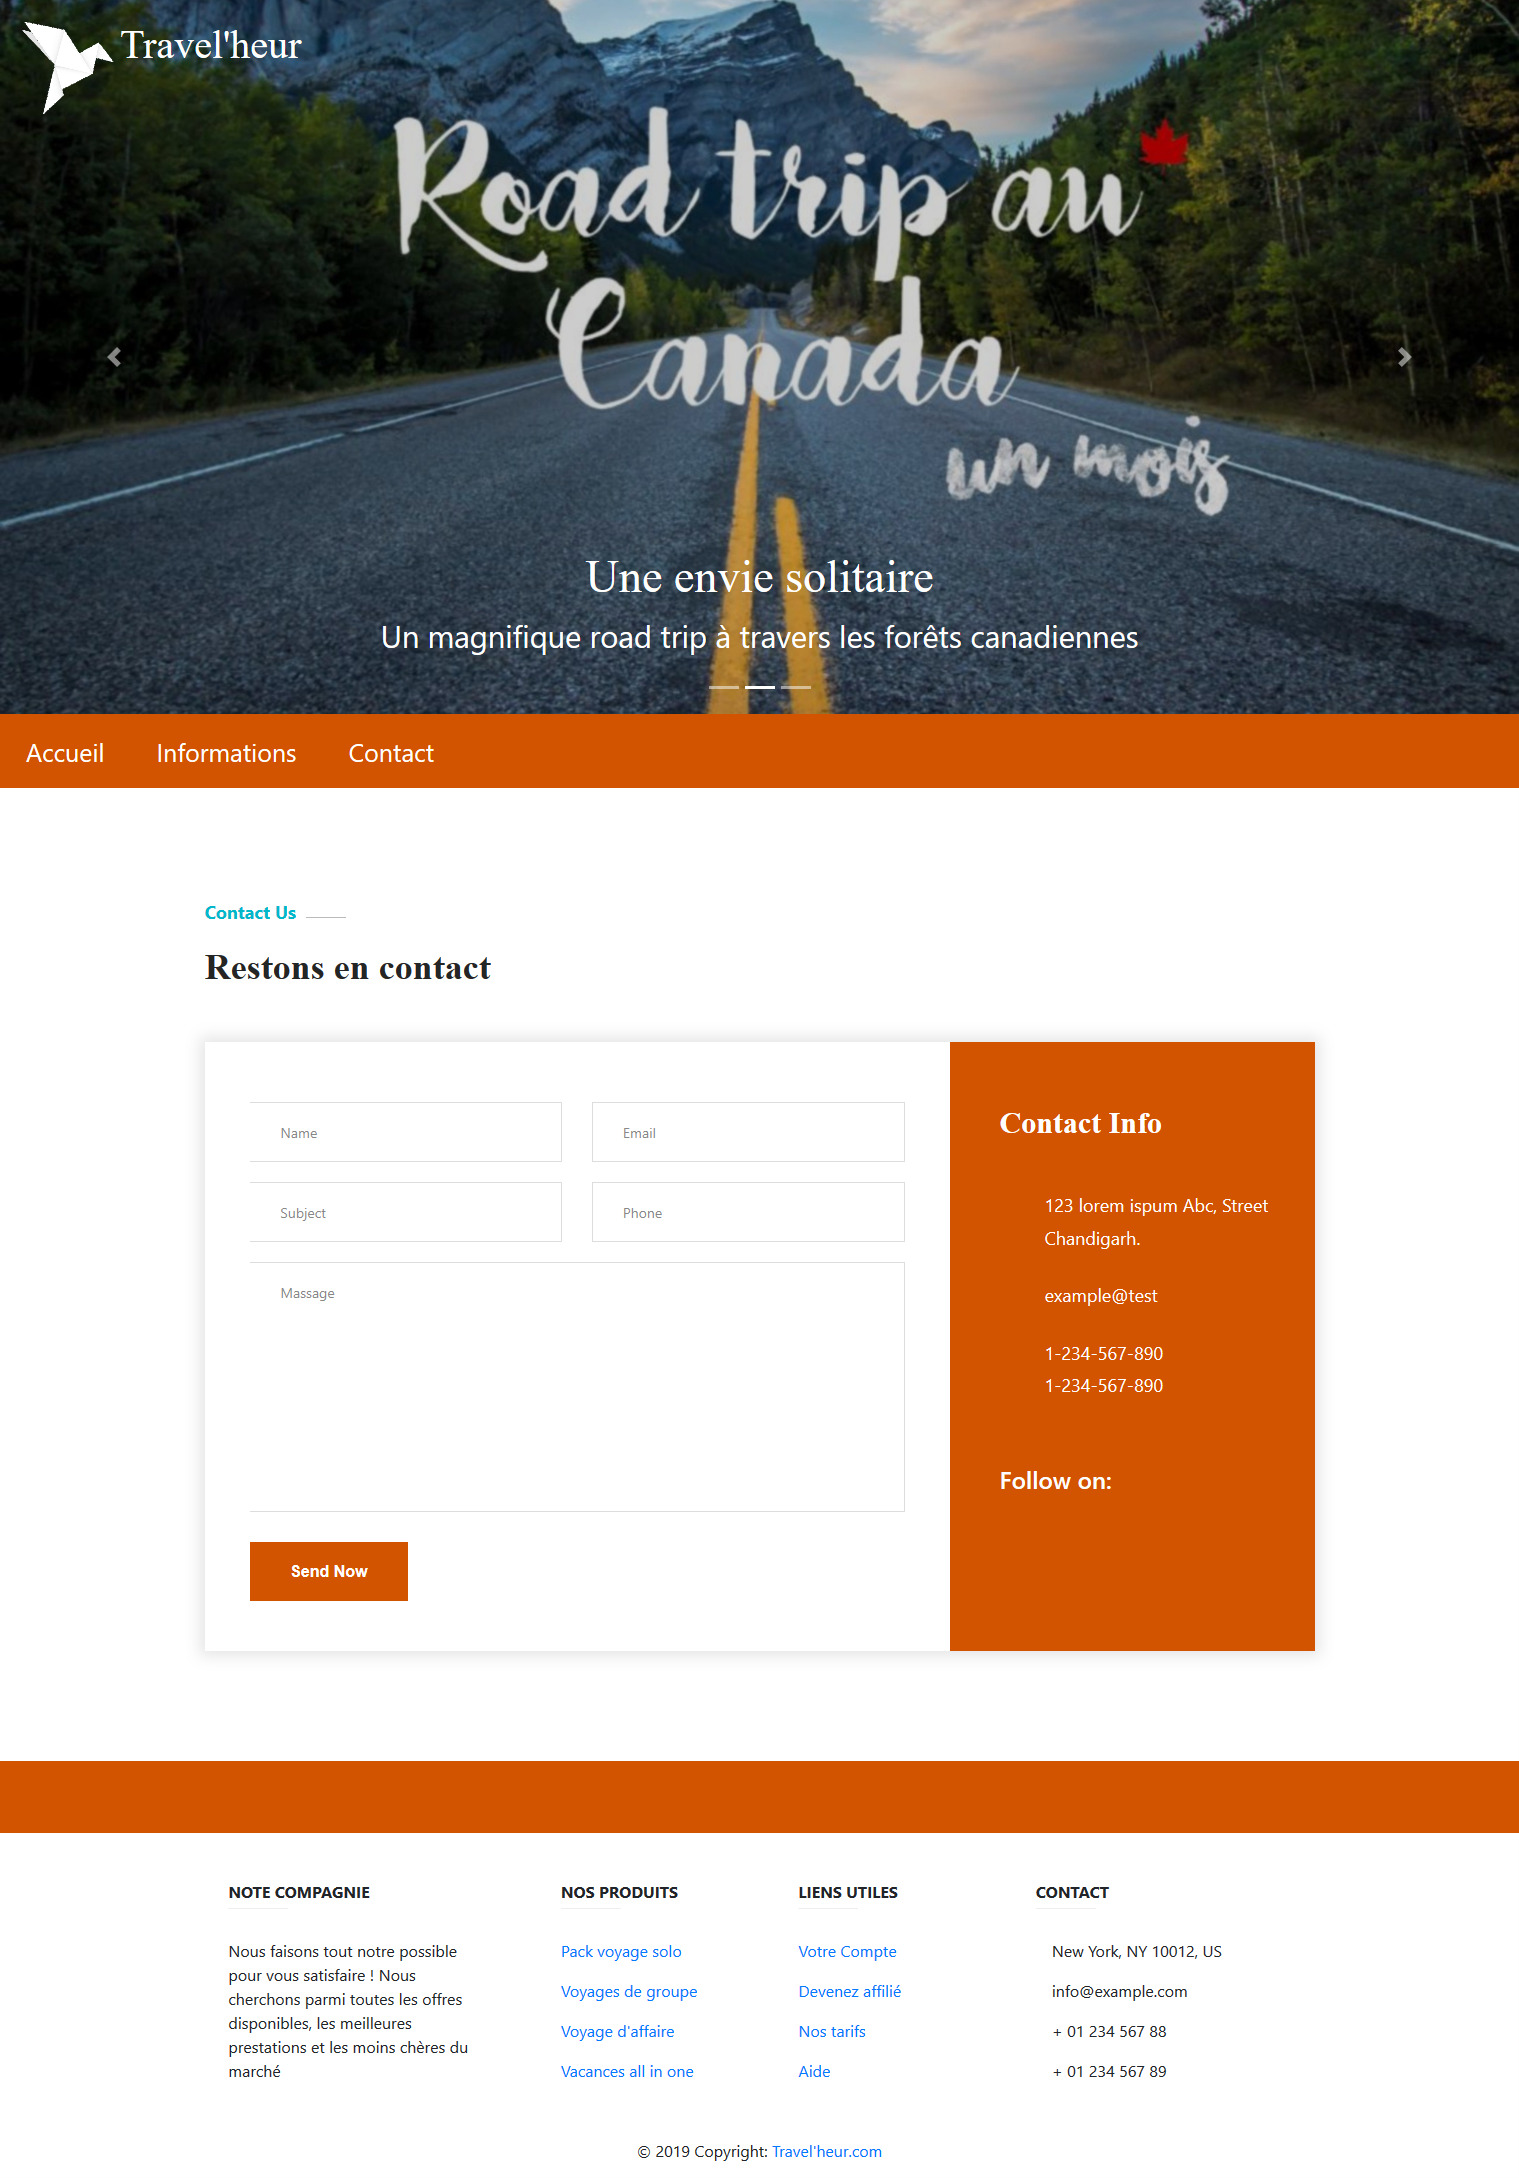 Travel'heur
Road trip au
Canada
un mois
Une envie solitaire
Un magnifique road trip à travers les forêts canadiennes
Accueil
Informations
Contact
Contact Us
Restons en contact
Name
Email
Subject
Phone
Massage
Send Now
Contact Info
123 lorem ispum Abc, Street
Chandigarh.
example@test
1-234-567-890
1-234-567-890
Follow on:
NOTE COMPAGNIE
Nous faisons tout notre possible
pour vous satisfaire ! Nous
cherchons parmi toutes les offres
disponibles, les meilleures
prestations et les moins chères du
marché
NOS PRODUITS
Pack voyage solo
Voyages de groupe
Voyage d'affaire
Vacances all in one
LIENS UTILES
Votre Compte
Devenez affilié
Nos tarifs
Aide
CONTACT
New York, NY 10012, US
info@example.com
+ 01 234 567 88
+ 01 234 567 89
© 2019 Copyright: Travel'heur.com